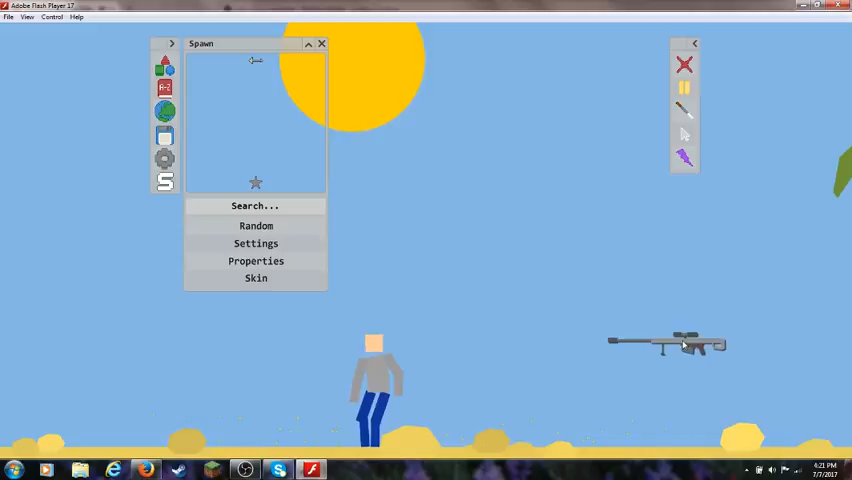 Adobe Flash Player 17
File View Control Help
Spawn
A-Z
S
Search...
Random
Settings
Properties
Skin
4:21 PM
7/7/2017